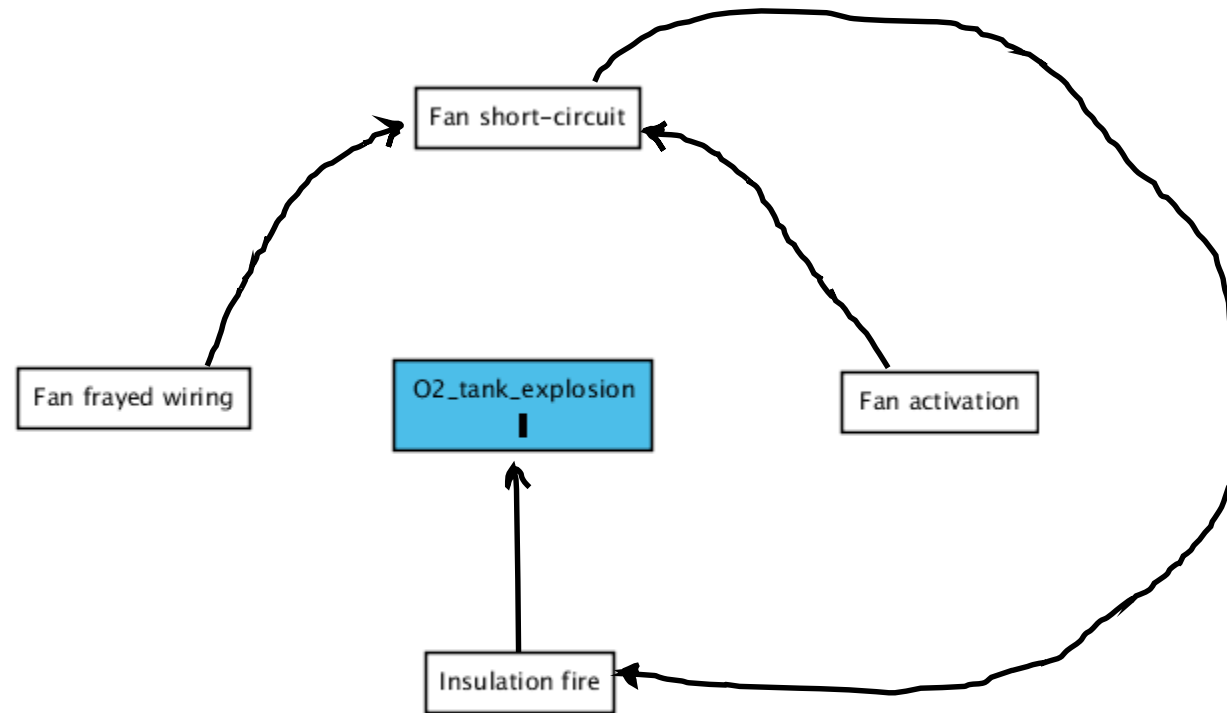 Fan short-circuit
Fan frayed wiring
O2_tank_explosion
Fan activation
Insulation fire